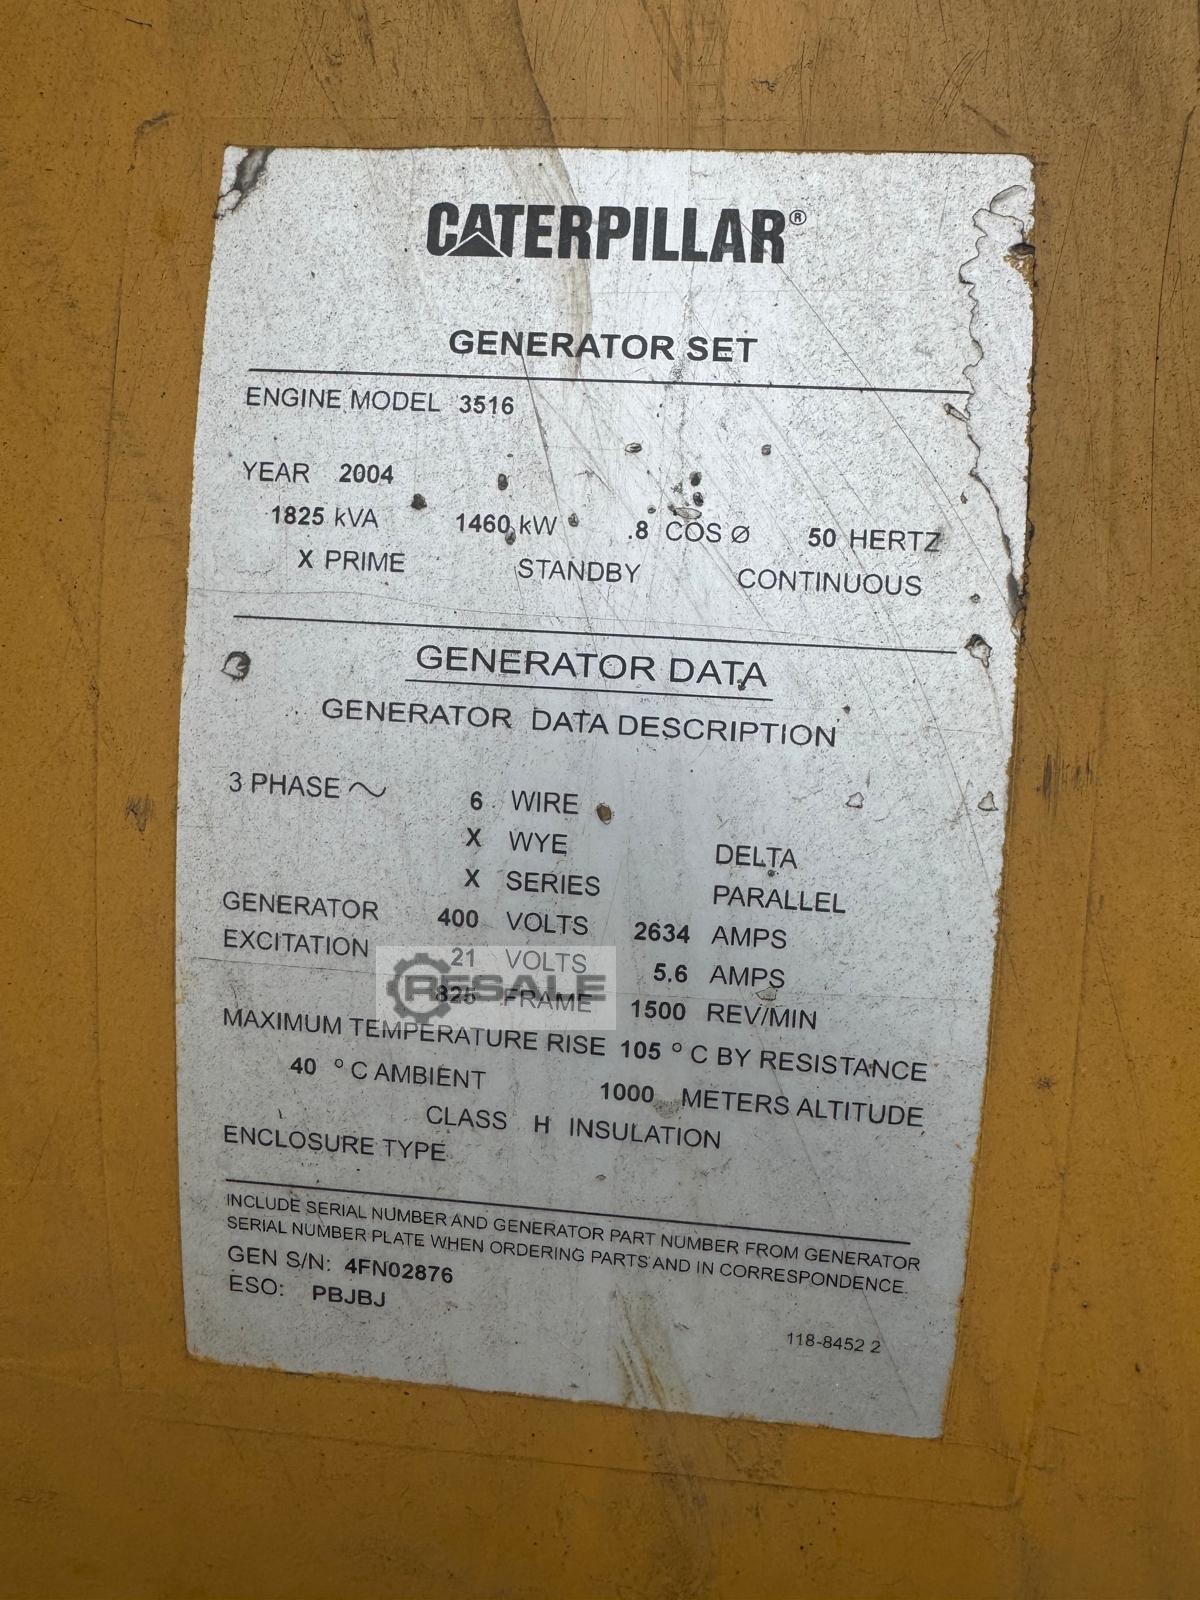 CATERPILLAR®
GENERATOR SET
ENGINE MODEL 3516
YEAR 2004
1825 kVA 1460 kW .8 COS Ø 50 HERTZ
X PRIME STANDBY CONTINUOUS
GENERATOR DATA
GENERATOR DATA DESCRIPTION
3 PHASE ~ 6 WIRE
X WYE DELTA
X SERIES PARALLEL
GENERATOR 400 VOLTS 2634 AMPS
EXCITATION 21 VOLTS 5.6 AMPS
825 FRAME 1500 REV/MIN
RESALE
MAXIMUM TEMPERATURE RISE 105 ° C BY RESISTANCE
40 ° C AMBIENT 1000 METERS ALTITUDE
CLASS H INSULATION
ENCLOSURE TYPE
INCLUDE SERIAL NUMBER AND GENERATOR PART NUMBER FROM GENERATOR
SERIAL NUMBER PLATE WHEN ORDERING PARTS AND IN CORRESPONDENCE.
GEN S/N: 4FN02876
ESO: PBJBJ
118-8452 2